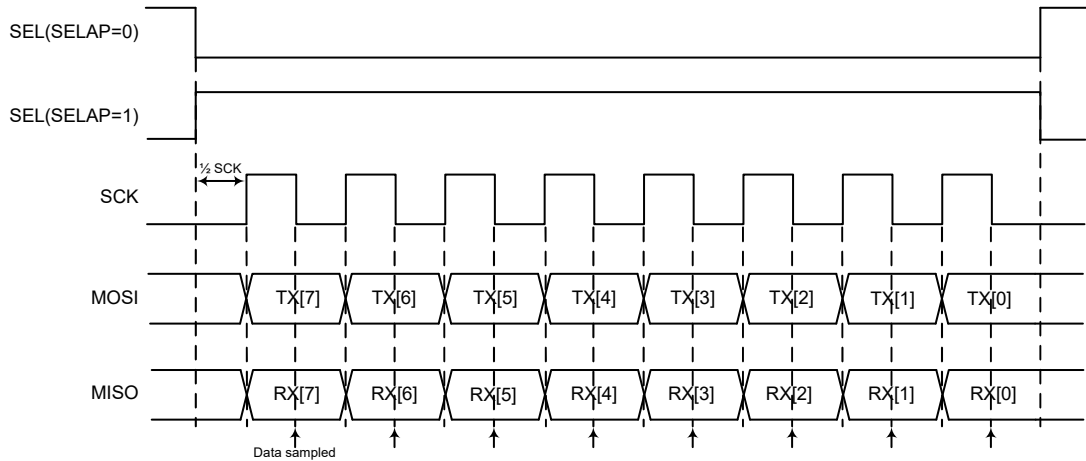 SEL(SELAP=0)
SEL(SELAP=1)
½ SCK
SCK
MOSI
TX[7] TX[6] TX[5] TX[4] TX[3] TX[2] TX[1] TX[0]
MISO
RX[7] RX[6] RX[5] RX[4] RX[3] RX[2] RX[1] RX[0]
Data sampled